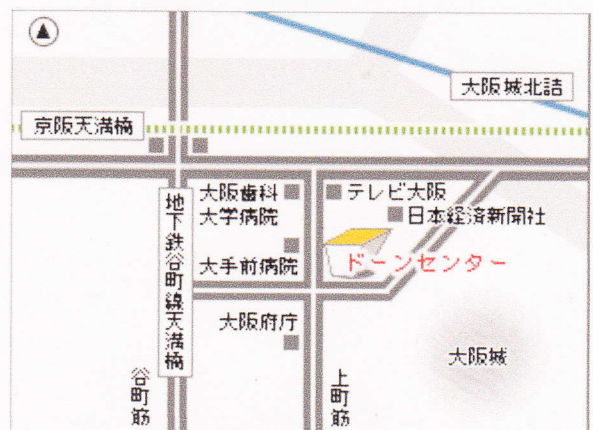 大阪城北詰
京阪天満橋
地下鉄谷町線天満橋
大阪歯科
大学病院
テレビ大阪
日本経済新聞社
大手前病院
ドーンセンター
大阪府庁
大阪城
谷町筋
上町筋